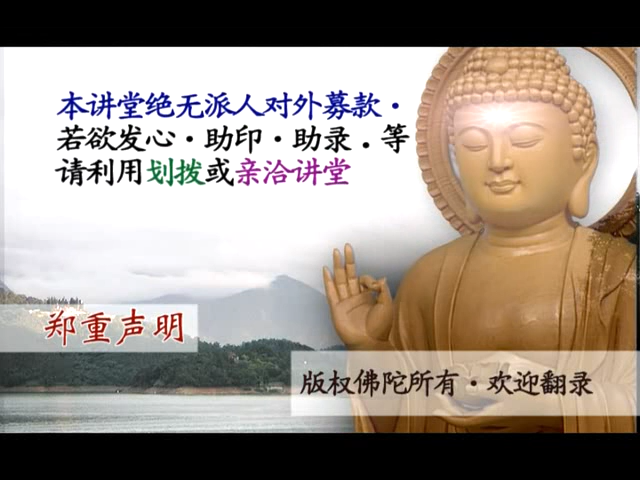 本讲堂绝无派人对外募款·
若欲发心·助印·助录.等
请利用划拨或亲洽讲堂
郑重声明
版权佛陀所有·欢迎翻录